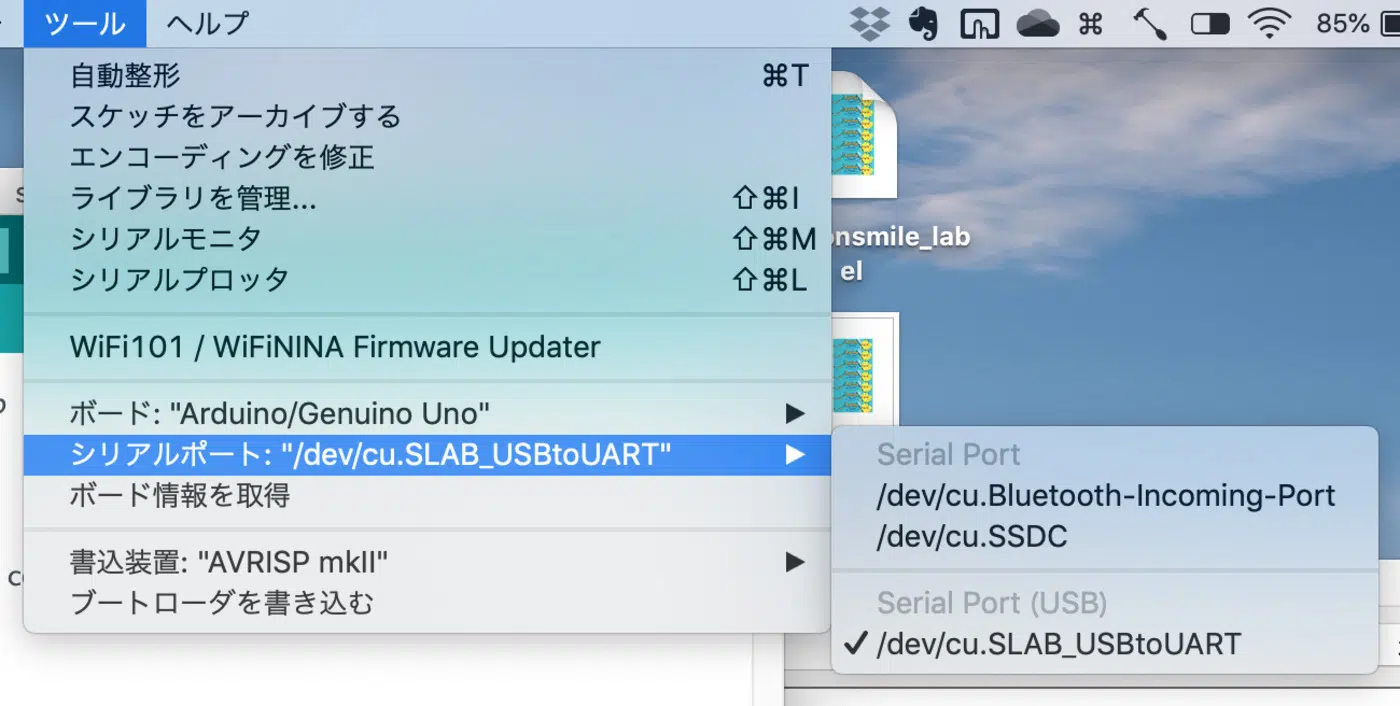 ツール ヘルプ 85%
自動整形 ⌘T
スケッチをアーカイブする
エンコーディングを修正
ライブラリを管理... ⇧⌘I
シリアルモニタ ⇧⌘M
シリアルプロッタ ⇧⌘L
WiFi101 / WiFiNINA Firmware Updater
ボード: "Arduino/Genuino Uno" ▶
シリアルポート: "/dev/cu.SLAB_USBtoUART" ▶
ボード情報を取得
書込装置: "AVRISP mkII" ▶
ブートローダを書き込む
onsmile_lab
el
Serial Port
/dev/cu.Bluetooth-Incoming-Port
/dev/cu.SSDC
Serial Port (USB)
✓ /dev/cu.SLAB_USBtoUART